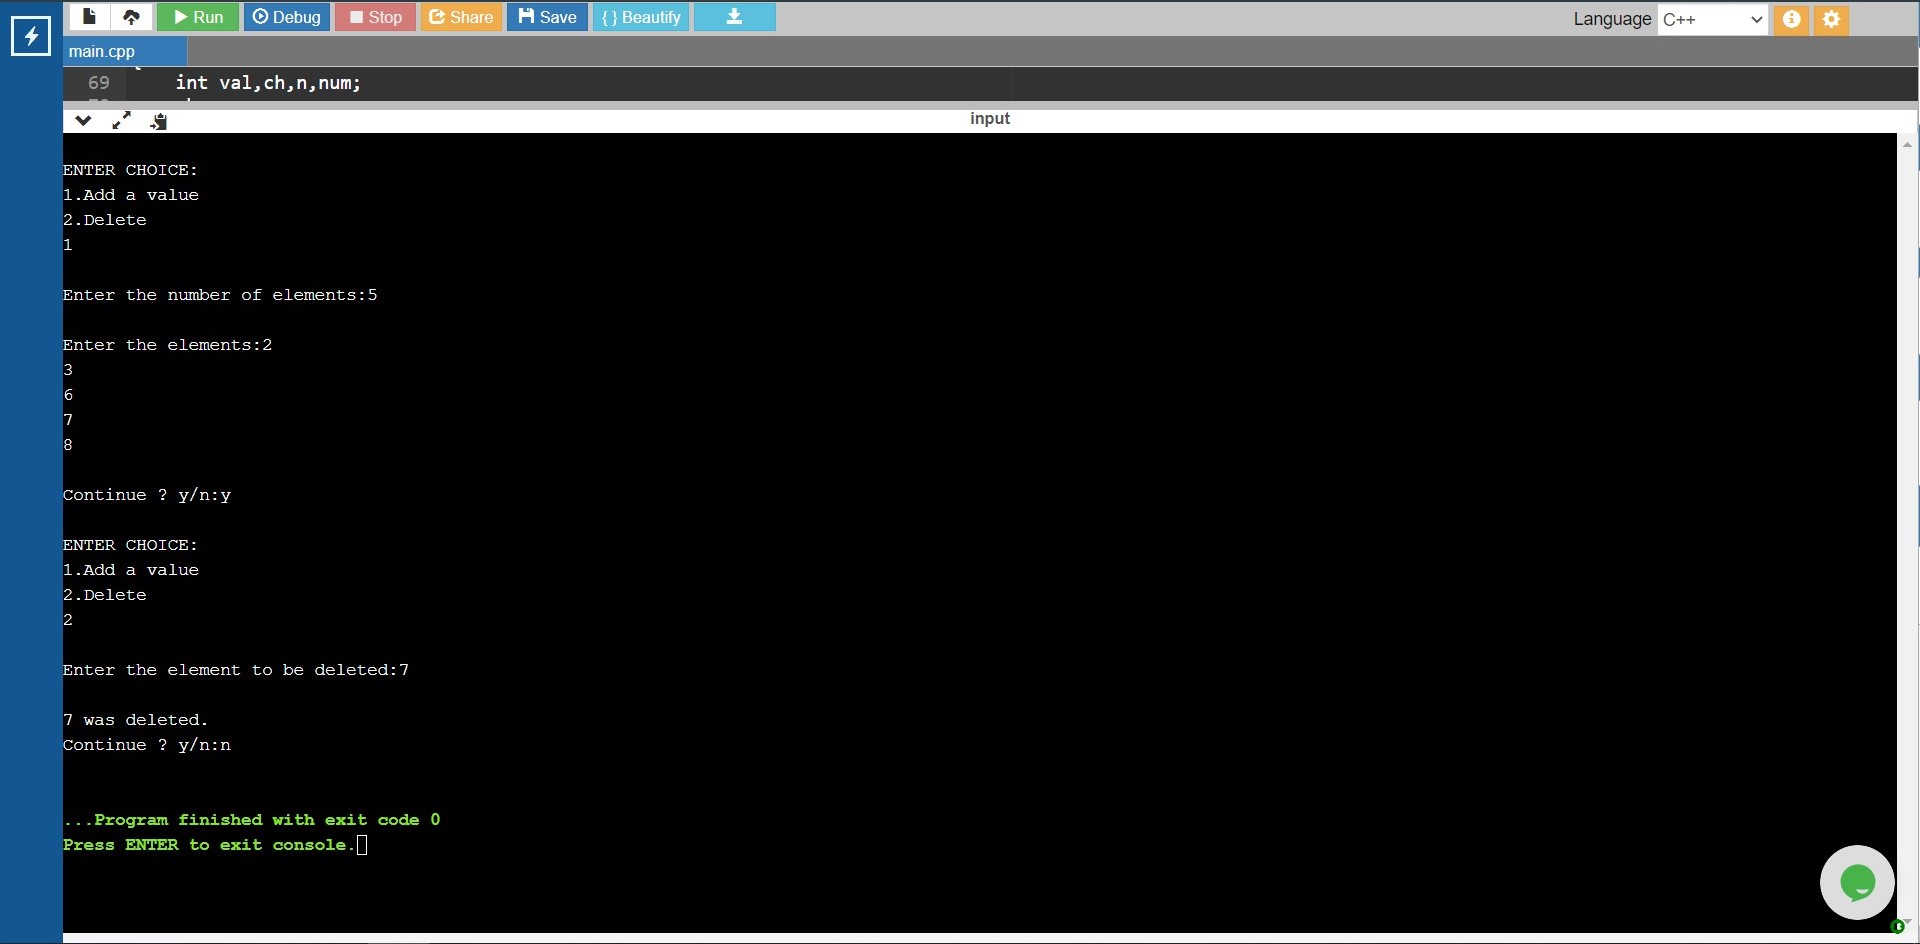 Run Debug Stop Share Save { } Beautify Language C++
main.cpp
69 int val,ch,n,num;
input
ENTER CHOICE:
1.Add a value
2.Delete
1
Enter the number of elements:5
Enter the elements:2
3
6
7
8
Continue ? y/n:y
ENTER CHOICE:
1.Add a value
2.Delete
2
Enter the element to be deleted:7
7 was deleted.
Continue ? y/n:n
...Program finished with exit code 0
Press ENTER to exit console.